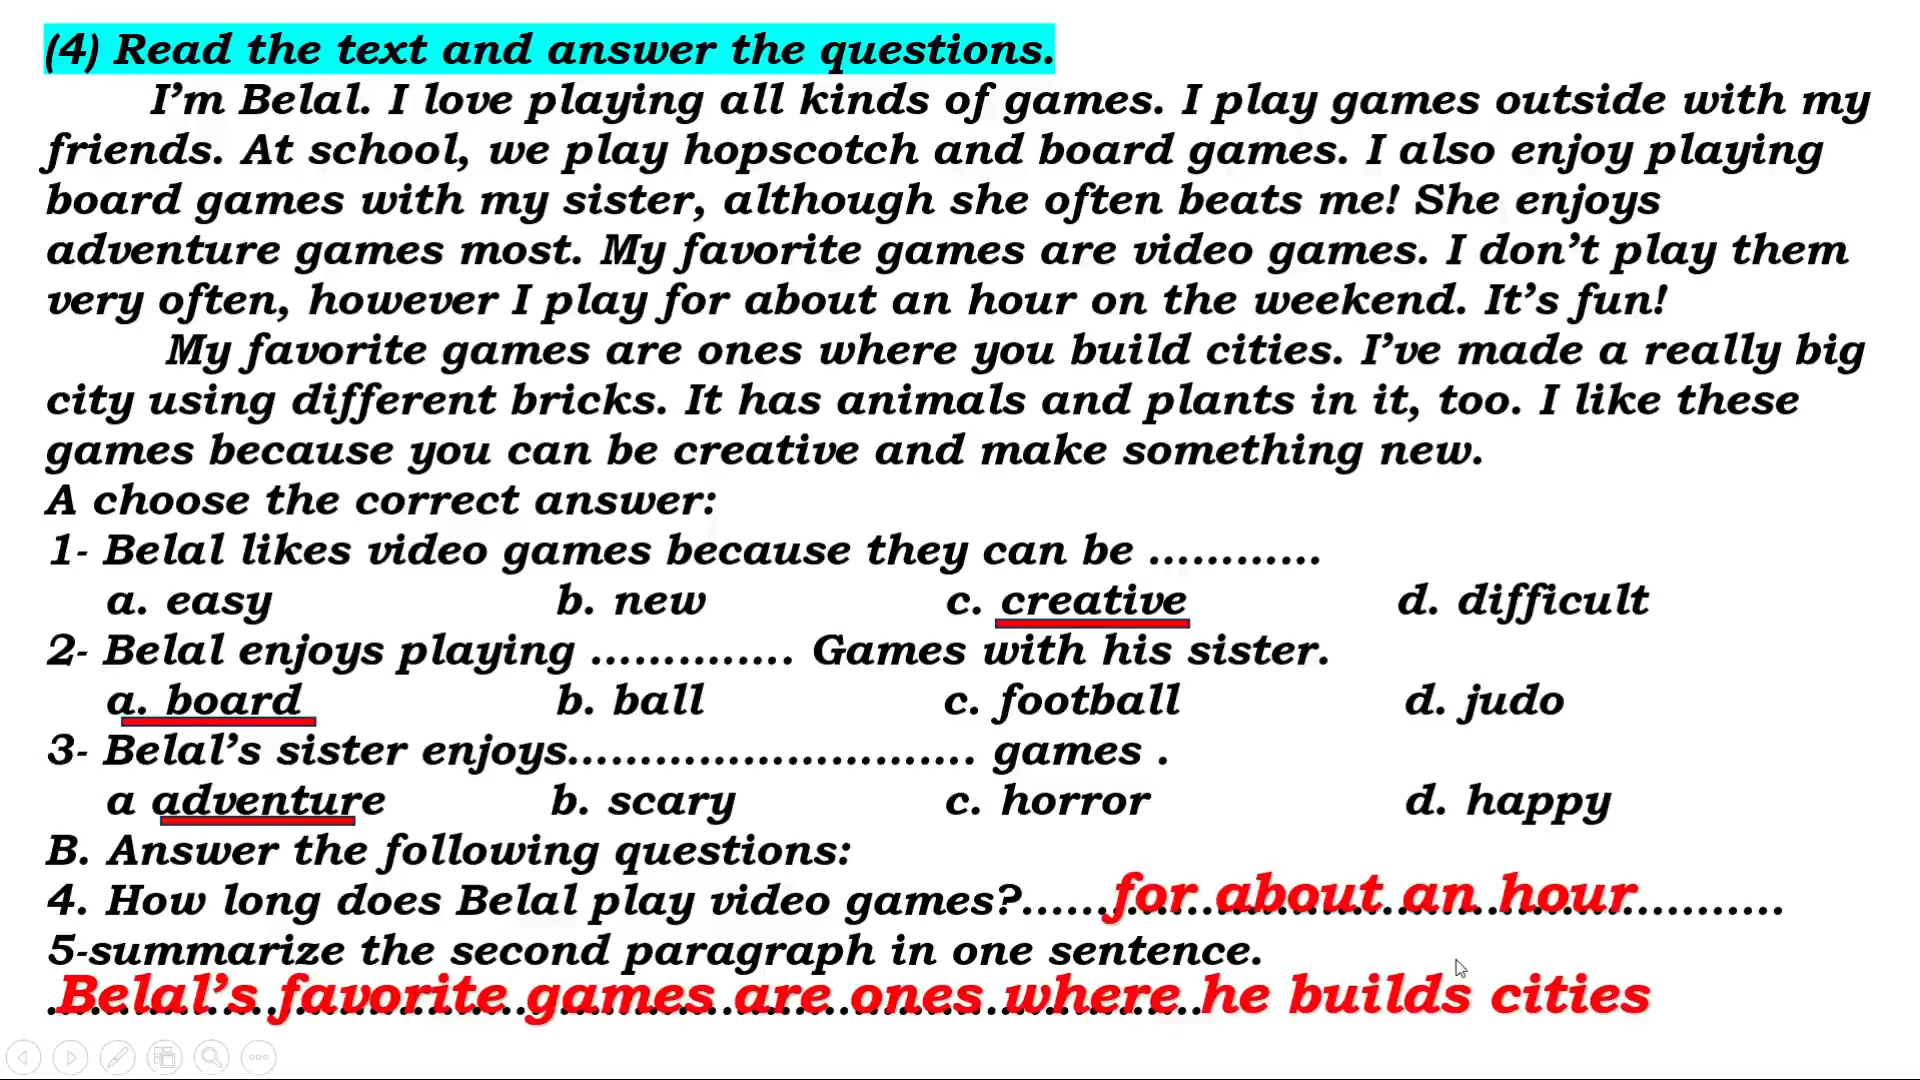 (4) Read the text and answer the questions.
I’m Belal. I love playing all kinds of games. I play games outside with my
friends. At school, we play hopscotch and board games. I also enjoy playing
board games with my sister, although she often beats me! She enjoys
adventure games most. My favorite games are video games. I don’t play them
very often, however I play for about an hour on the weekend. It’s fun!
My favorite games are ones where you build cities. I’ve made a really big
city using different bricks. It has animals and plants in it, too. I like these
games because you can be creative and make something new.
A choose the correct answer:
1- Belal likes video games because they can be ............
a. easy b. new c. creative d. difficult
2- Belal enjoys playing .............. Games with his sister.
a. board b. ball c. football d. judo
3- Belal’s sister enjoys............................ games .
a adventure b. scary c. horror d. happy
B. Answer the following questions:
4. How long does Belal play video games?......for about an hour..........
5-summarize the second paragraph in one sentence.
Belal’s favorite games are ones where he builds cities